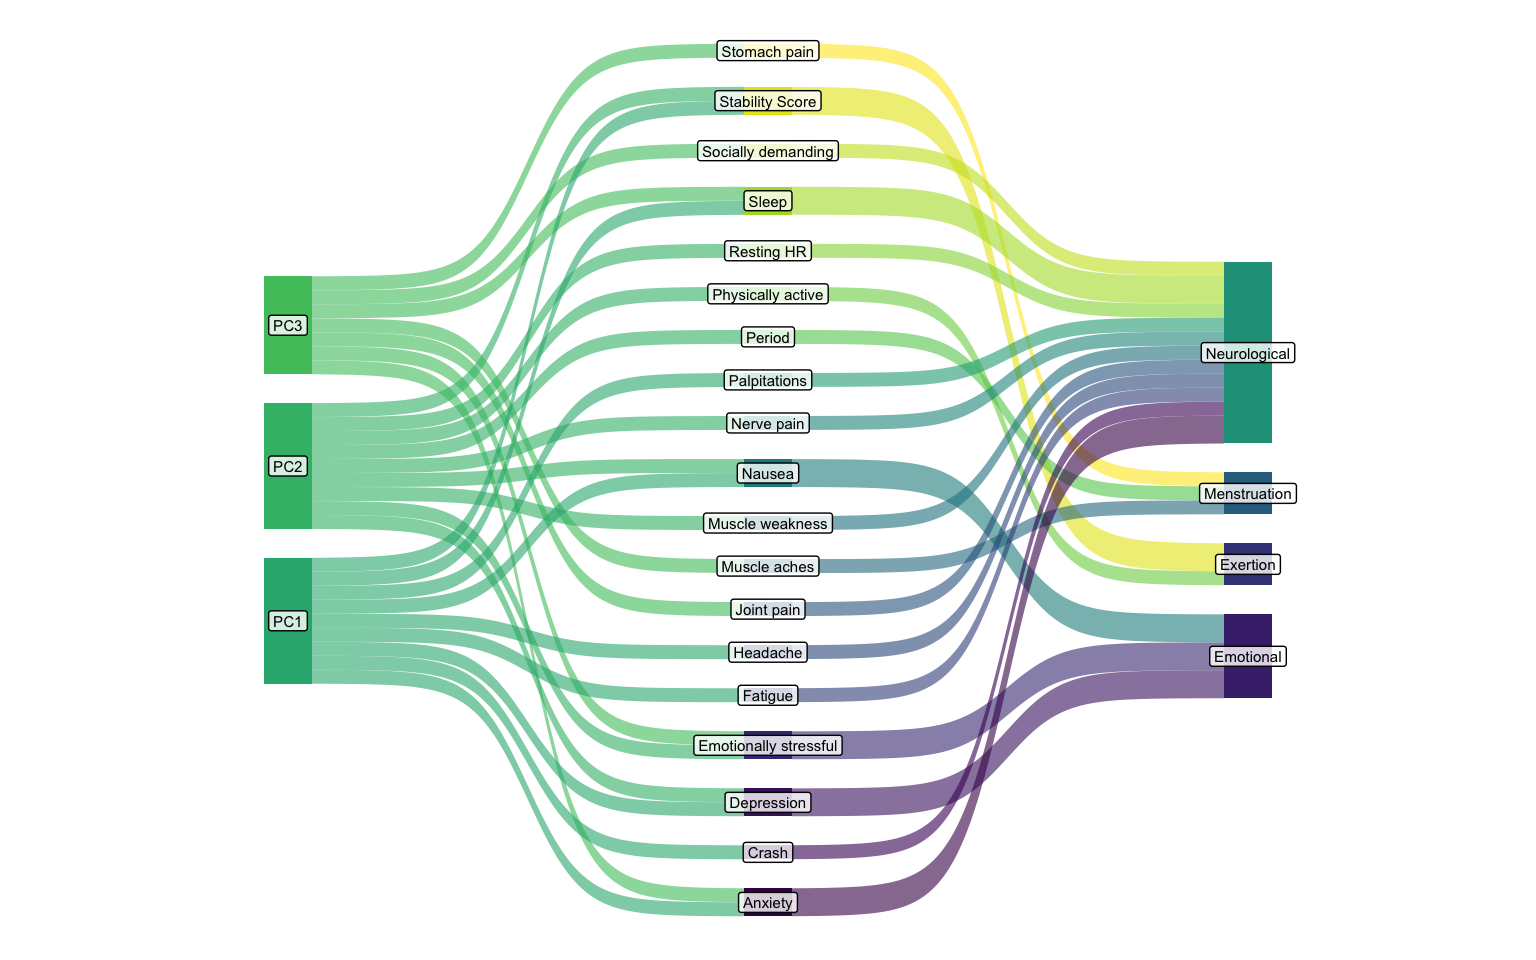 PC3
PC2
PC1
Stomach pain
Stability Score
Socially demanding
Sleep
Resting HR
Physically active
Period
Palpitations
Nerve pain
Nausea
Muscle weakness
Muscle aches
Joint pain
Headache
Fatigue
Emotionally stressful
Depression
Crash
Anxiety
Neurological
Menstruation
Exertion
Emotional